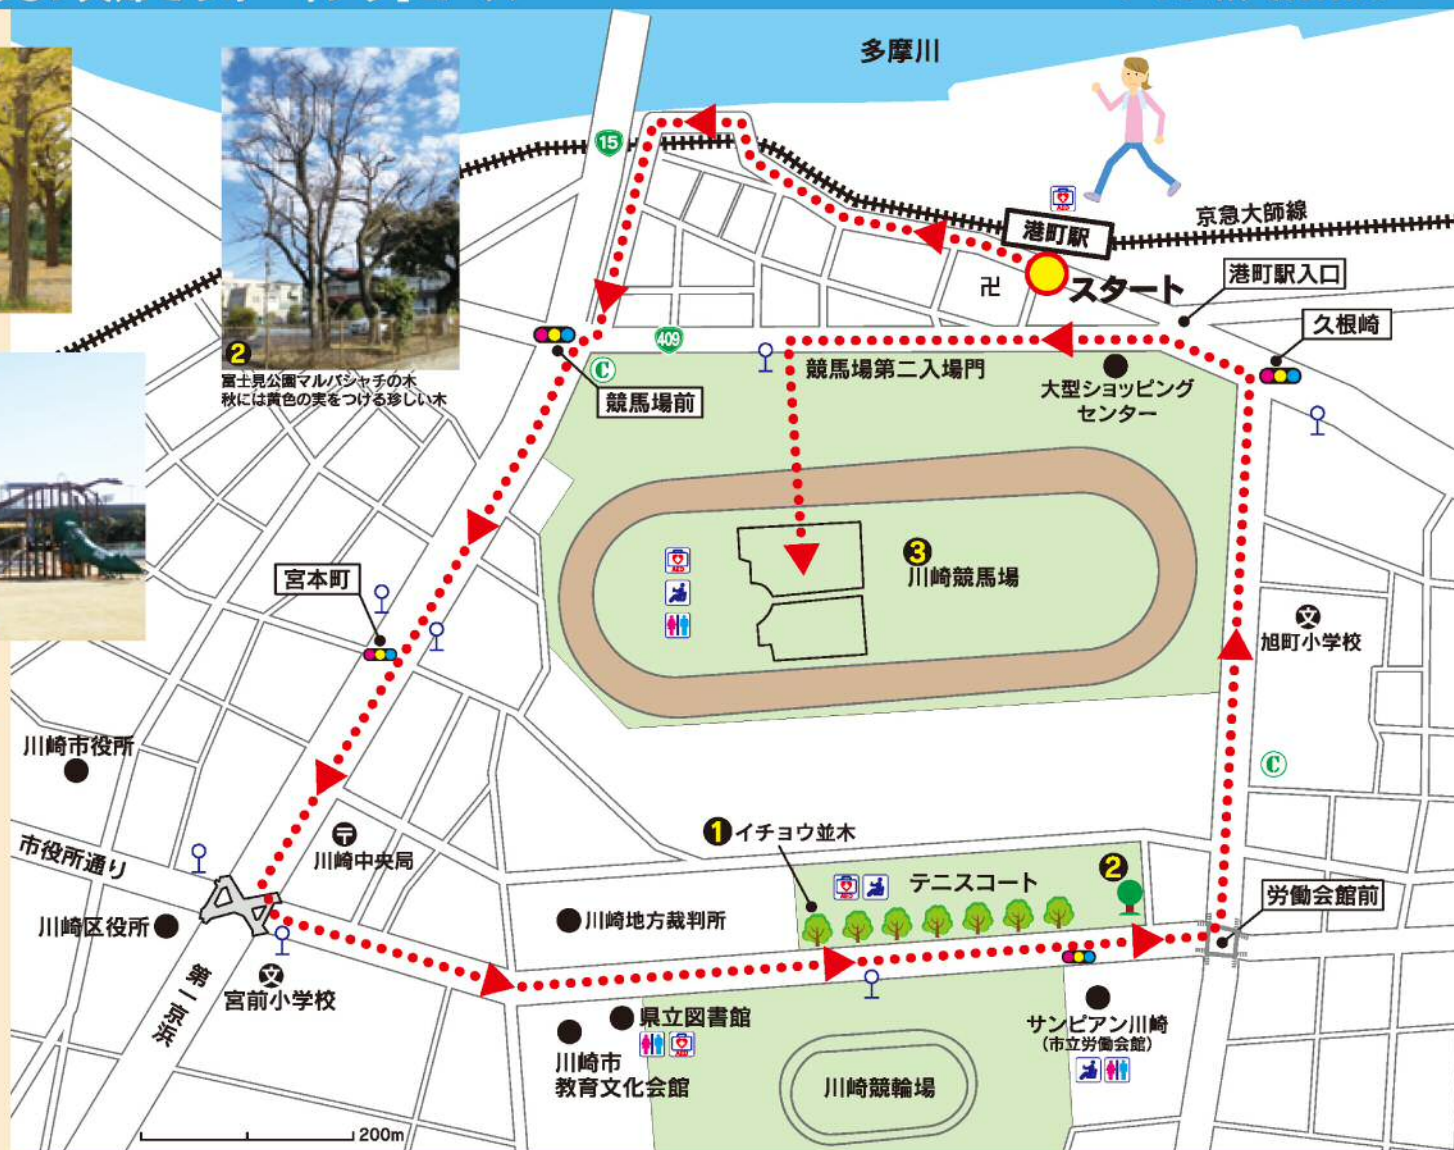 多摩川
15
京急大師線
港町駅
スタート
卍
港町駅入口
久根崎
409
C
競馬場前
競馬場第二入場門
大型ショッピング
センター
2
富士見公園マルバシャチの木
秋には黄色の実をつける珍しい木
AED
3
川崎競馬場
文
旭町小学校
宮本町
川崎市役所
C
1 イチョウ並木
〒
川崎中央局
市役所通り
AED
テニスコート
2
川崎区役所
川崎地方裁判所
労働会館前
文
宮前小学校
第一京浜
県立図書館
AED
川崎市
教育文化会館
サンピアン川崎
(市立労働会館)
川崎競輪場
200m
AED